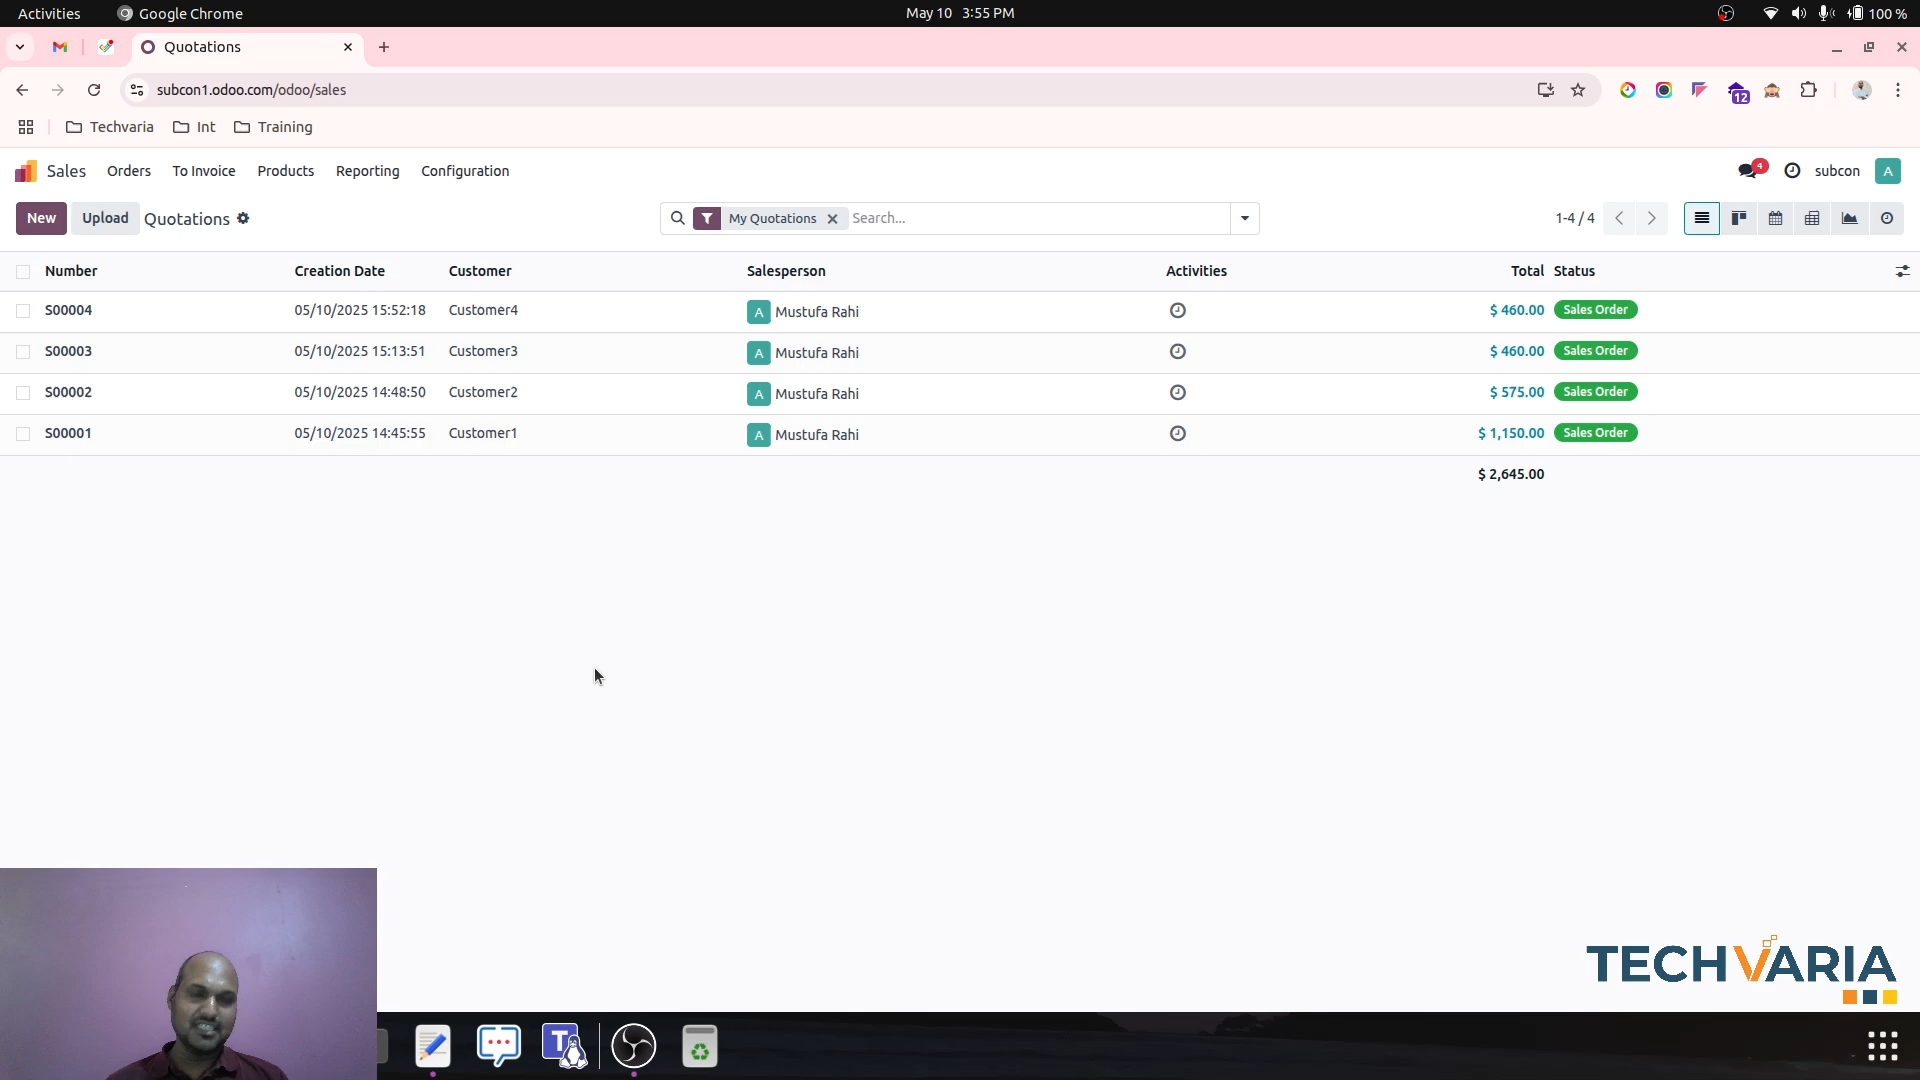 Activities Google Chrome May 10 3:55 PM 100 %
Quotations
subcon1.odoo.com/odoo/sales 12
Techvaria Int Training
Sales Orders To Invoice Products Reporting Configuration 4 subcon A
New Upload Quotations My Quotations Search... 1-4 / 4
Number Creation Date Customer Salesperson Activities Total Status
S00004 05/10/2025 15:52:18 Customer4 A Mustufa Rahi $ 460.00 Sales Order
S00003 05/10/2025 15:13:51 Customer3 A Mustufa Rahi $ 460.00 Sales Order
S00002 05/10/2025 14:48:50 Customer2 A Mustufa Rahi $ 575.00 Sales Order
S00001 05/10/2025 14:45:55 Customer1 A Mustufa Rahi $ 1,150.00 Sales Order
$ 2,645.00
TECHVARIA
T